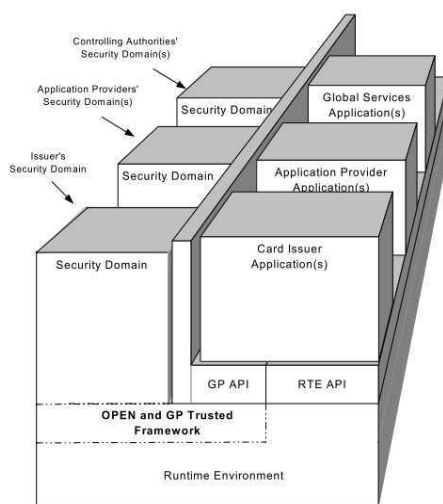 Controlling Authorities'
Security Domain(s)
Application Providers'
Security Domain(s)
Issuer's
Security Domain
Security Domain
Global Services
Application(s)
Security Domain
Application Provider
Application(s)
Security Domain
Card Issuer
Application(s)
GP API
RTE API
OPEN and GP Trusted
Framework
Runtime Environment